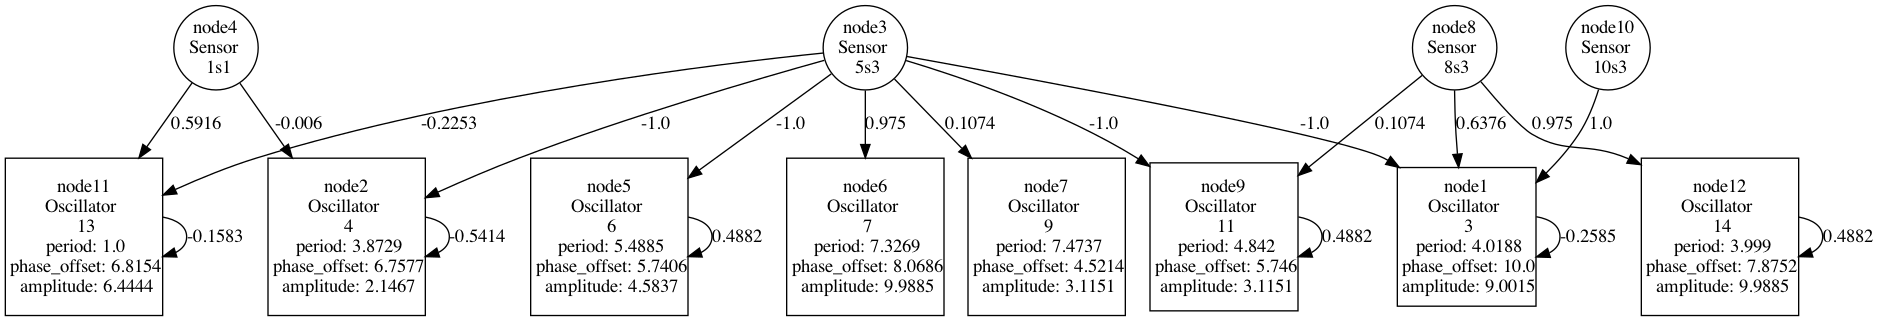 node4
Sensor
1s1
node3
Sensor
5s3
node8
Sensor
8s3
node10
Sensor
10s3
0.5916
-0.006
-0.2253
-1.0
-1.0
0.975
0.1074
-1.0
-1.0
0.1074
0.6376
0.975
1.0
node11
Oscillator
13
period: 1.0
phase_offset: 6.8154
amplitude: 6.4444
-0.1583
node2
Oscillator
4
period: 3.8729
phase_offset: 6.7577
amplitude: 2.1467
-0.5414
node5
Oscillator
6
period: 5.4885
phase_offset: 5.7406
amplitude: 4.5837
0.4882
node6
Oscillator
7
period: 7.3269
phase_offset: 8.0686
amplitude: 9.9885
node7
Oscillator
9
period: 7.4737
phase_offset: 4.5214
amplitude: 3.1151
node9
Oscillator
11
period: 4.842
phase_offset: 5.746
amplitude: 3.1151
0.4882
node1
Oscillator
3
period: 4.0188
phase_offset: 10.0
amplitude: 9.0015
-0.2585
node12
Oscillator
14
period: 3.999
phase_offset: 7.8752
amplitude: 9.9885
0.4882